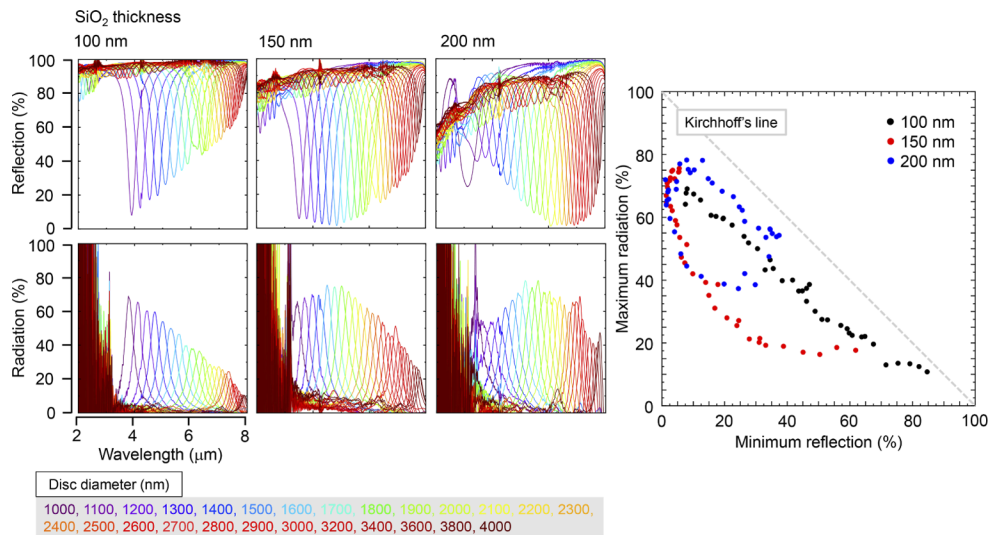 SiO2 thickness
100 nm
150 nm
200 nm
100
80
60
40
20
0
Reflection (%)
100
80
60
40
20
0
Radiation (%)
2
4
6
8
Wavelength (μm)
Disc diameter (nm)
1000, 1100, 1200, 1300, 1400, 1500, 1600, 1700, 1800, 1900, 2000, 2100, 2200, 2300,
2400, 2500, 2600, 2700, 2800, 2900, 3000, 3200, 3400, 3600, 3800, 4000
Kirchhoff's line
100 nm
150 nm
200 nm
100
80
60
40
20
0
Maximum radiation (%)
0
20
40
60
80
100
Minimum reflection (%)